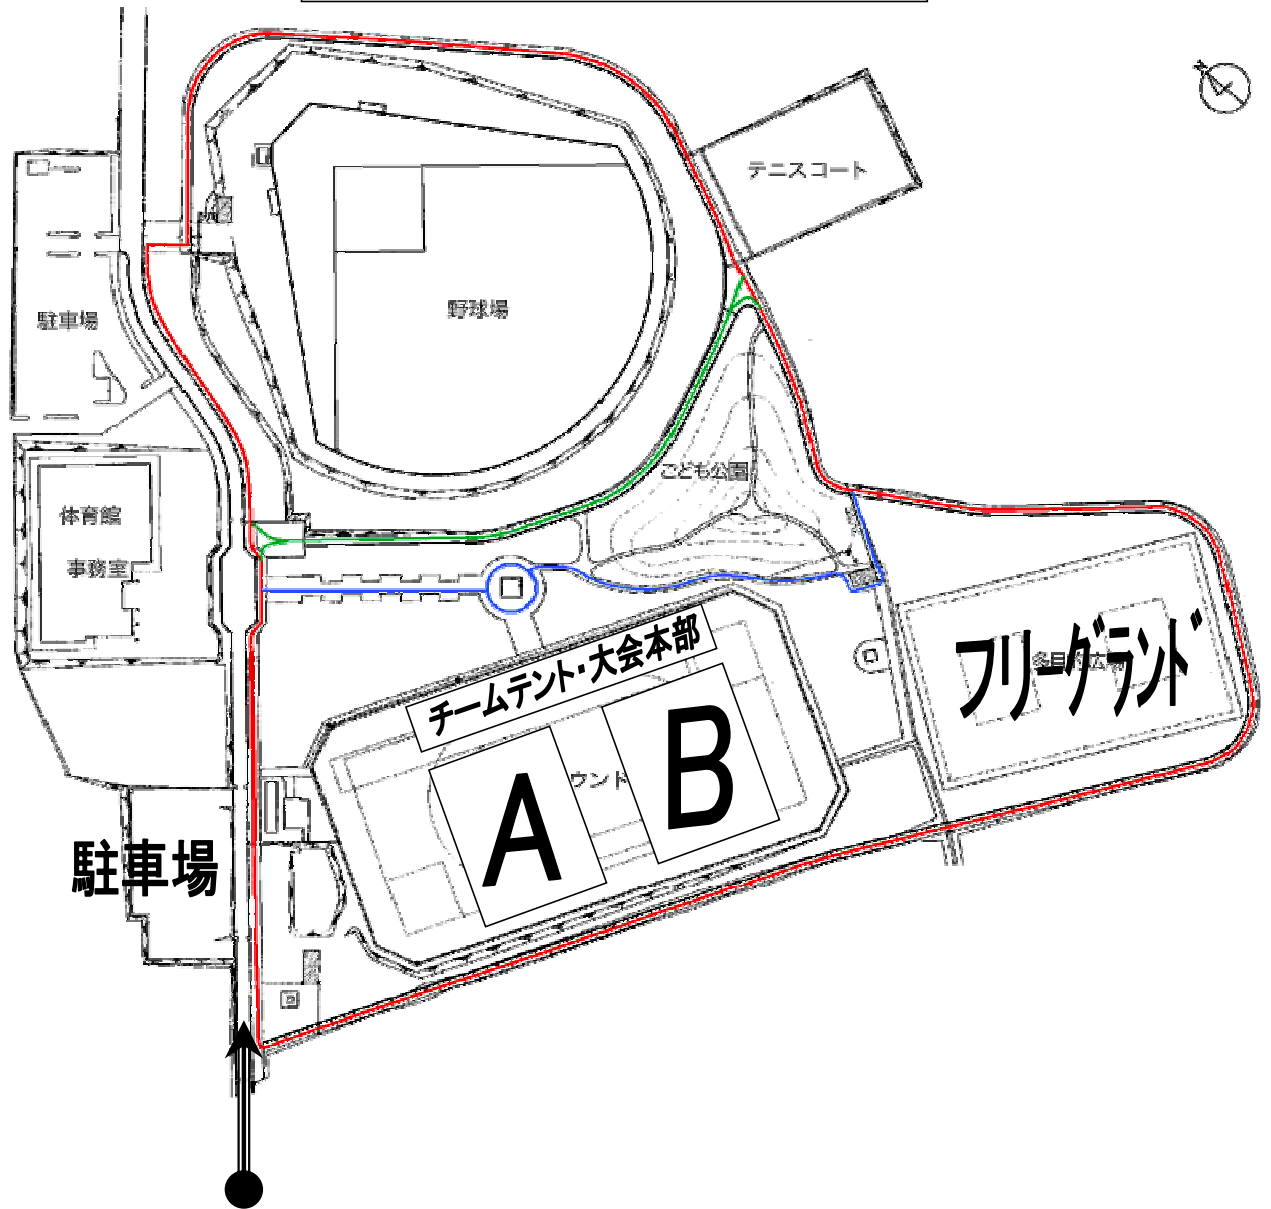 N
テニスコート
野球場
駐車場
こども公園
体育館
事務室
チームテント・大会本部
フリーグランド
A
B
ウント
駐車場